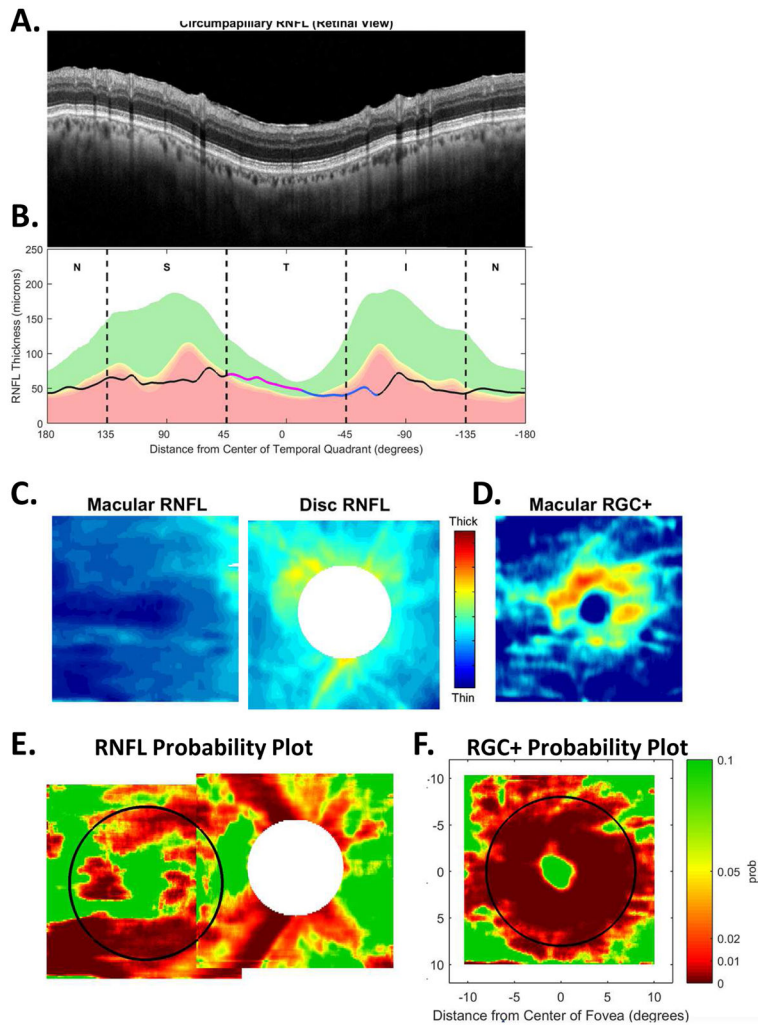 A.
Circumpapillary RNFL (Retinal View)
B.
250
200
150
100
50
0
RNFL Thickness (microns)
N
S
T
I
N
180
135
90
45
0
-45
-90
-135
-180
Distance from Center of Temporal Quadrant (degrees)
C.
Macular RNFL
Disc RNFL
Thick
Thin
D.
Macular RGC+
E.
RNFL Probability Plot
F.
RGC+ Probability Plot
-10
-5
0
5
10
-10
-5
0
5
10
Distance from Center of Fovea (degrees)
0.1
0.05
0.02
0.01
0
prob